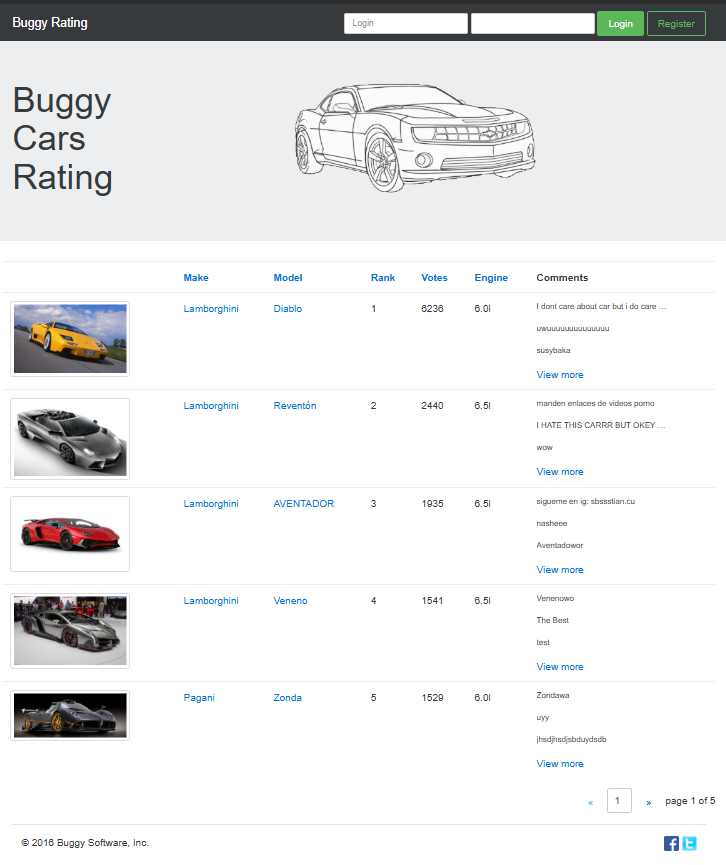 Buggy Rating
Login
Login
Register
Buggy
Cars
Rating
Make Model Rank Votes Engine Comments
Lamborghini Diablo 1 6236 6.0l
I dont care about car but i do care ...
uwuuuuuuuuuuuuuu
susybaka
View more
Lamborghini Reventón 2 2440 6.5l
manden enlaces de videos porno
I HATE THIS CARRR BUT OKEY ...
wow
View more
Lamborghini AVENTADOR 3 1935 6.5l
sigueme en ig: sbssstian.cu
nasheee
Aventadowor
View more
Lamborghini Veneno 4 1541 6.5l
Venenowo
The Best
test
View more
Pagani Zonda 5 1529 6.0l
Zondawa
uyy
jhsdjhsdjsbduydsdb
View more
« 1 » page 1 of 5
© 2016 Buggy Software, Inc.